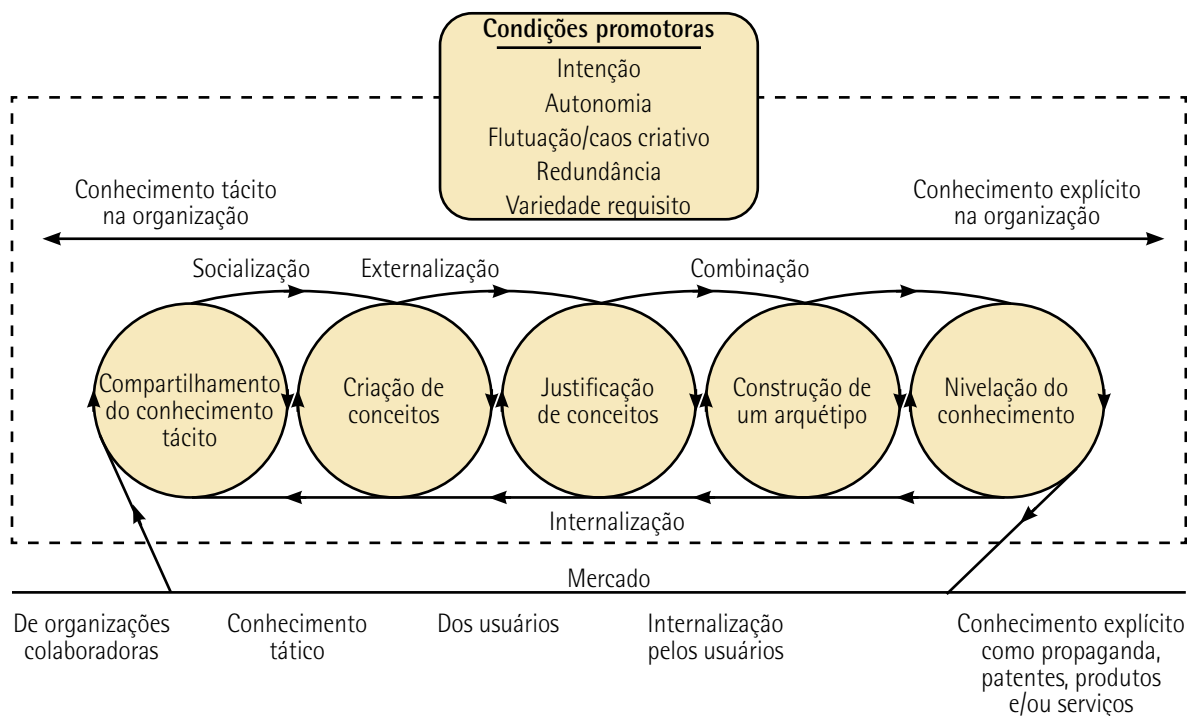 Condições promotoras
Intenção
Autonomia
Flutuação/caos criativo
Redundância
Variedade requisito
Conhecimento tácito
na organização
Conhecimento explícito
na organização
Socialização
Externalização
Combinação
Compartilhamento
do conhecimento
tácito
Criação de
conceitos
Justificação
de conceitos
Construção de
um arquétipo
Nivelação do
conhecimento
Internalização
Mercado
De organizações
colaboradoras
Conhecimento
tático
Dos usuários
Internalização
pelos usuários
Conhecimento explícito
como propaganda,
patentes, produtos
e/ou serviços